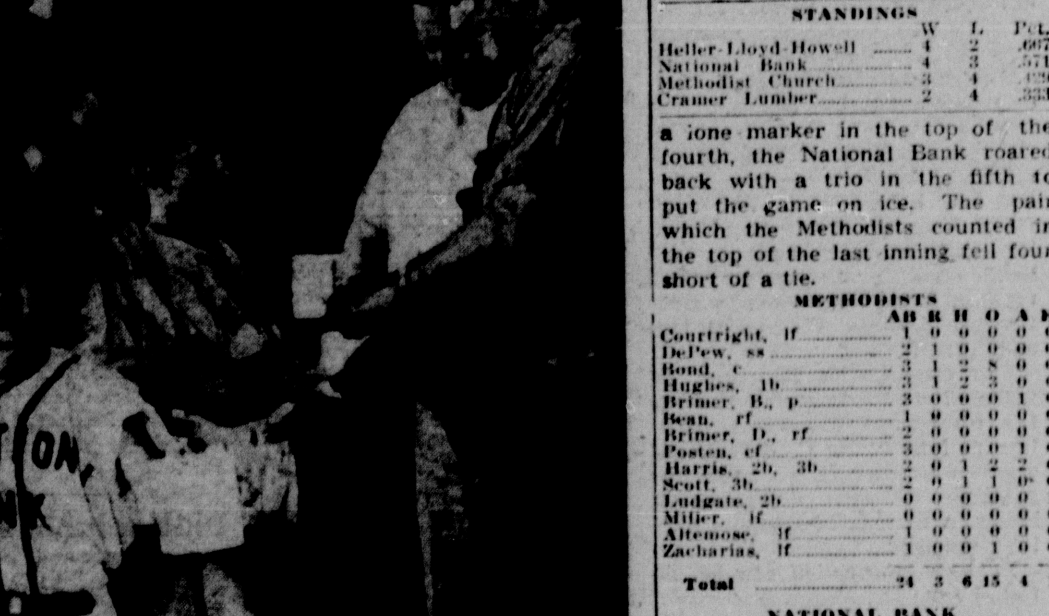 STANDINGS
W L Pct.
Heller-Lloyd-Howell ........ 4 2 .667
National Bank 4 3 .571
Methodist Church 3 4
Cramer Lumber 2 4 .333
a lone marker in the top of the
fourth, the National Bank roared
back with a trio in the fifth to
put the game on ice. The pair
which the Methodists counted in
the top of the last inning fell four
short of a tie.
METHODISTS
AB R H O A
Courtright, lf 1 0 0 0 0
DePew, ss 2 1 0 0 0
Bond, c 3 1 2 8 0
Hughes, 1b 3 1 2 3 0
Brimer, B., p 3 0 0 0 1
Bean, rf 1 0 0 0 0
Brimer, D., rf 2 0 0 0 0
Posten, cf 3 0 0 0 1
Harris, 2b, 3b 2 0 1 2 2
Scott, 3b 2 0 1 1 0
Ludgate, 2b 0 0 0 0 0
Miller, lf 0 0 0 0 0
Altemose, lf 1 0 0 0 0
Zacharias, lf 1 0 0 1 0
Total 24 3 6 15 4
NATIONAL BANK
TON,
NK